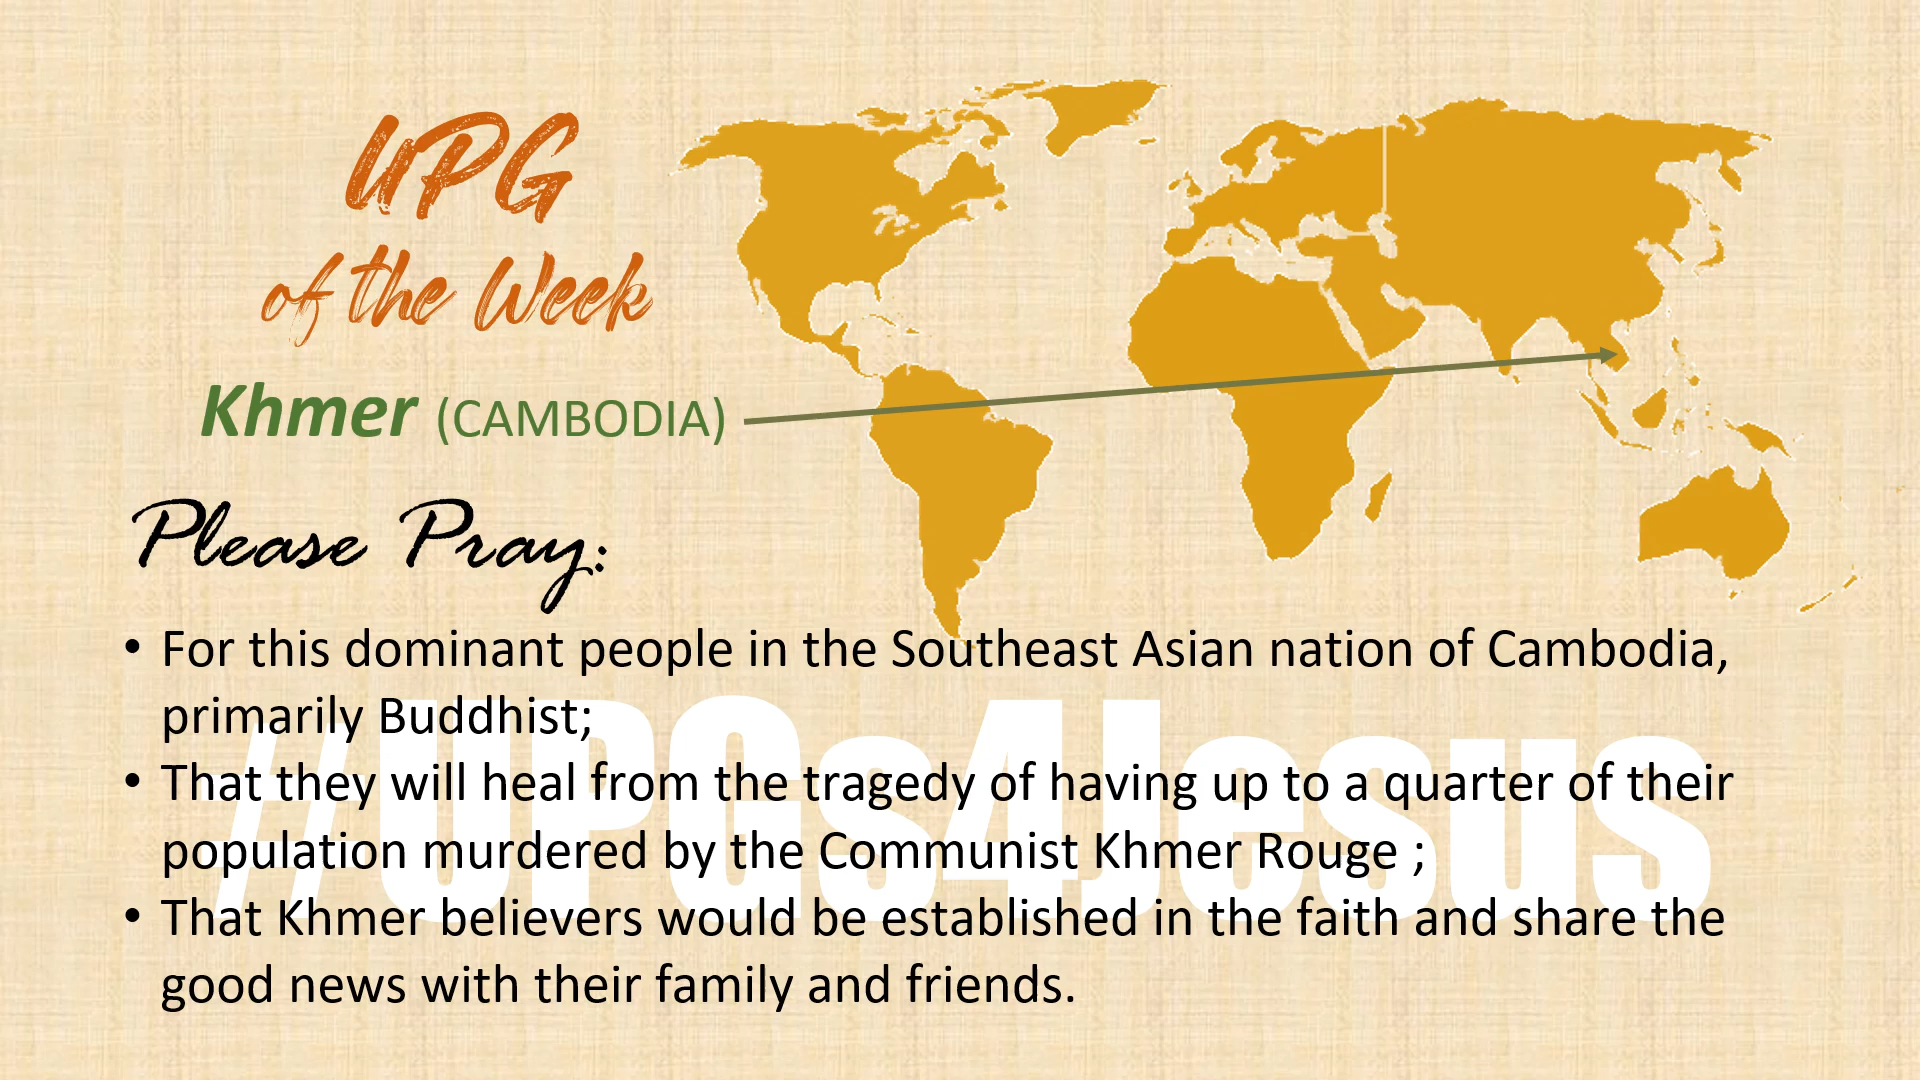 UPG
of the Week
Khmer (CAMBODIA)
Please Pray:
• For this dominant people in the Southeast Asian nation of Cambodia,
primarily Buddhist;
• That they will heal from the tragedy of having up to a quarter of their
population murdered by the Communist Khmer Rouge ;
• That Khmer believers would be established in the faith and share the
good news with their family and friends.
#UPGs4Jesus